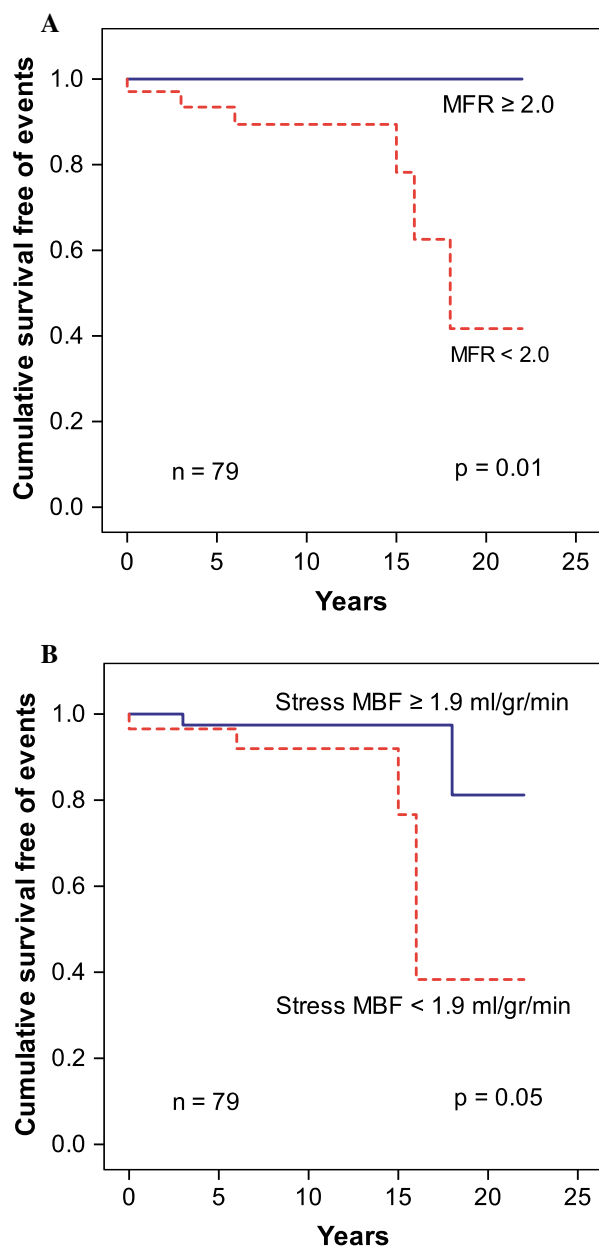 A
Cumulative survival free of events
1.0
0.8
0.6
0.4
0.2
0.0
MFR ≥ 2.0
MFR < 2.0
n = 79
p = 0.01
0 5 10 15 20 25
Years
B
Cumulative survival free of events
1.0
0.8
0.6
0.4
0.2
0.0
Stress MBF ≥ 1.9 ml/gr/min
Stress MBF < 1.9 ml/gr/min
n = 79
p = 0.05
0 5 10 15 20 25
Years